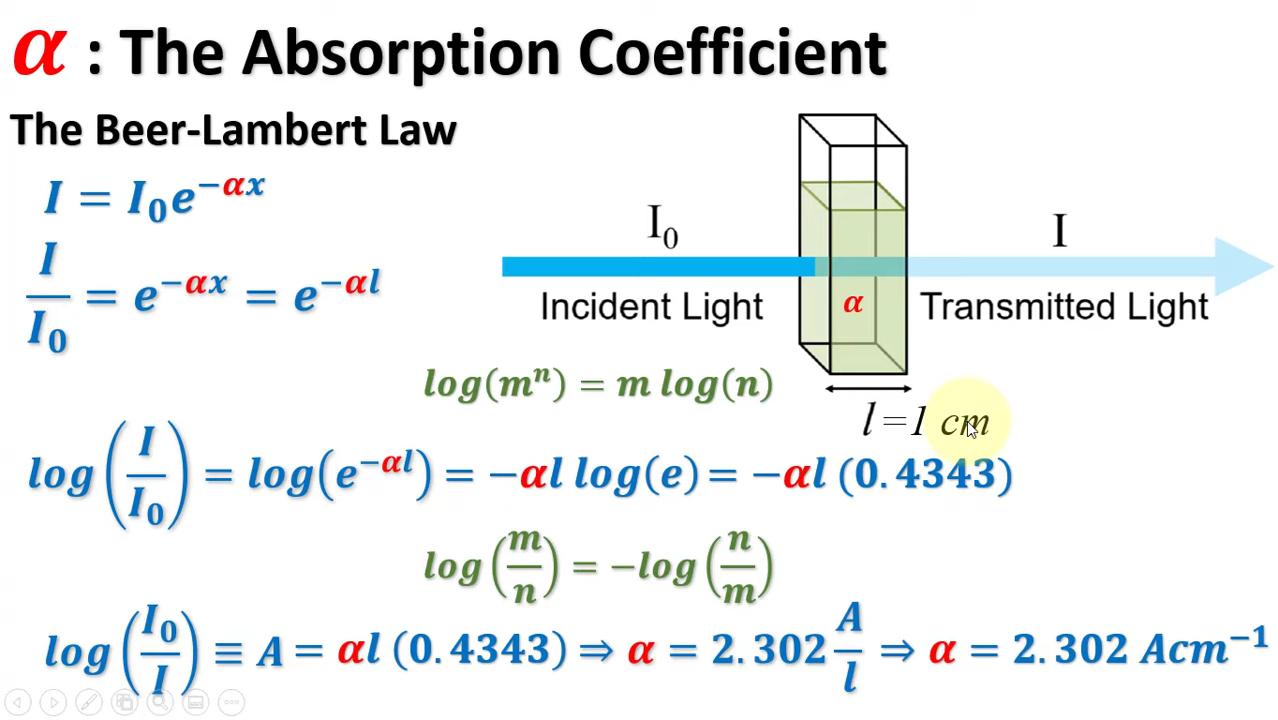 α : The Absorption Coefficient
The Beer-Lambert Law
I = I₀e^(−αx)
I/I₀ = e^(−αx) = e^(−αl)
I₀
I
Incident Light
α
Transmitted Light
l =1 cm
log(mⁿ) = m log(n)
log(I/I₀) = log(e^(−αl)) = −αl log(e) = −αl (0.4343)
log(m/n) = −log(n/m)
log(I₀/I) ≡ A = αl (0.4343) ⇒ α = 2.302 A/l ⇒ α = 2.302 Acm⁻¹